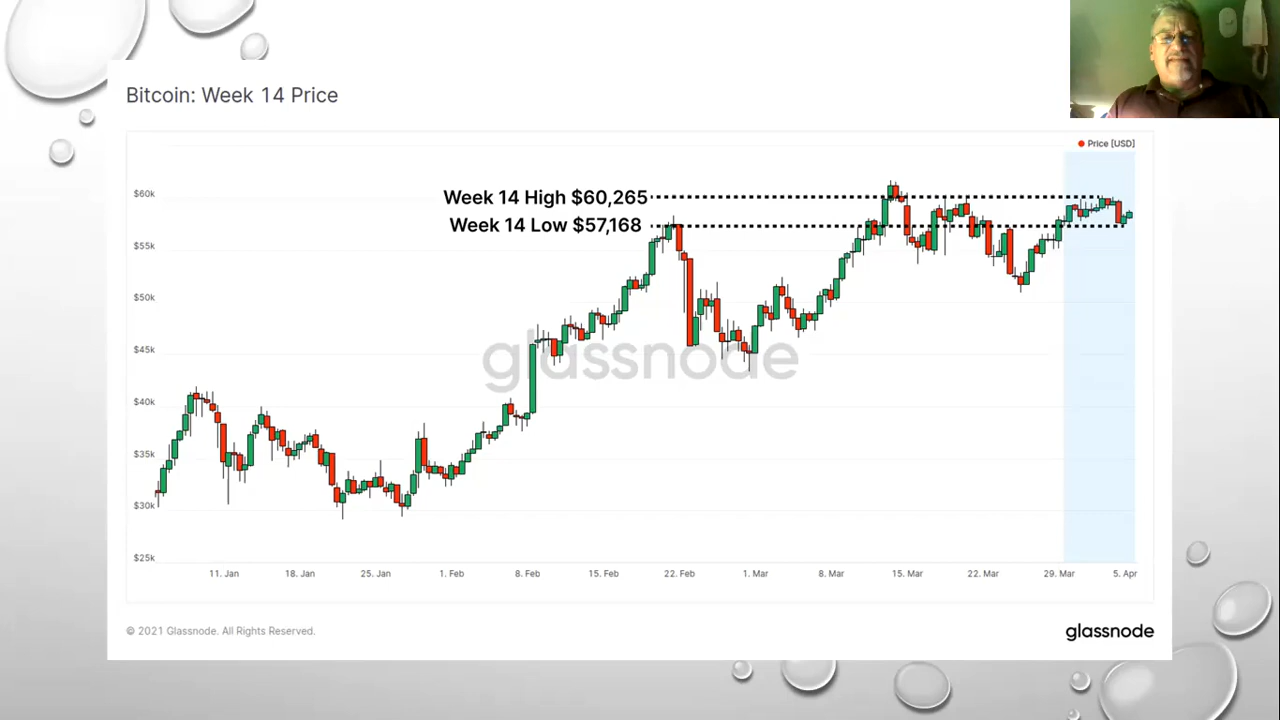 Bitcoin: Week 14 Price
Price [USD]
Week 14 High $60,265
Week 14 Low $57,168
$60k
$55k
$50k
$45k
$40k
$35k
$30k
$25k
glassnode
11. Jan
18. Jan
25. Jan
1. Feb
8. Feb
15. Feb
22. Feb
1. Mar
8. Mar
15. Mar
22. Mar
29. Mar
5. Apr
© 2021 Glassnode. All Rights Reserved.
glassnode